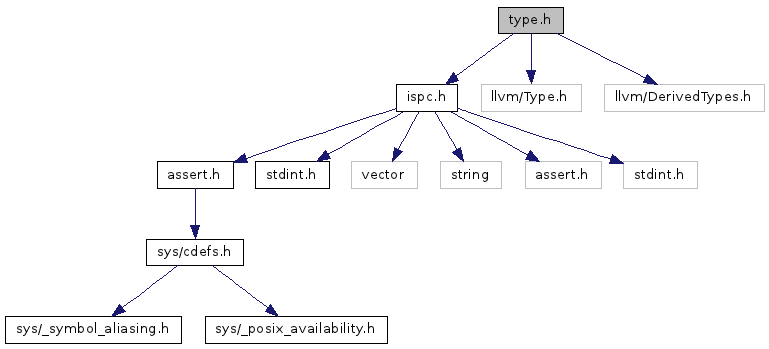 type.h
ispc.h
llvm/Type.h
llvm/DerivedTypes.h
assert.h
stdint.h
vector
string
assert.h
stdint.h
sys/cdefs.h
sys/_symbol_aliasing.h
sys/_posix_availability.h